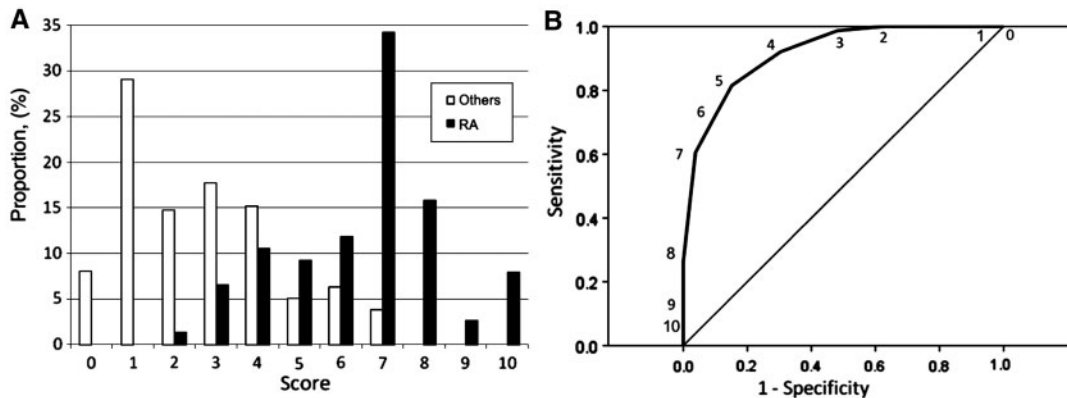 A
Proportion, (%)
35
30
25
20
15
10
5
0
Others
RA
0 1 2 3 4 5 6 7 8 9 10
Score
B
Sensitivity
1.0
0.8
0.6
0.4
0.2
0.0
4 3 2 1 0
5
6
7
8
9
10
0.0 0.2 0.4 0.6 0.8 1.0
1 - Specificity